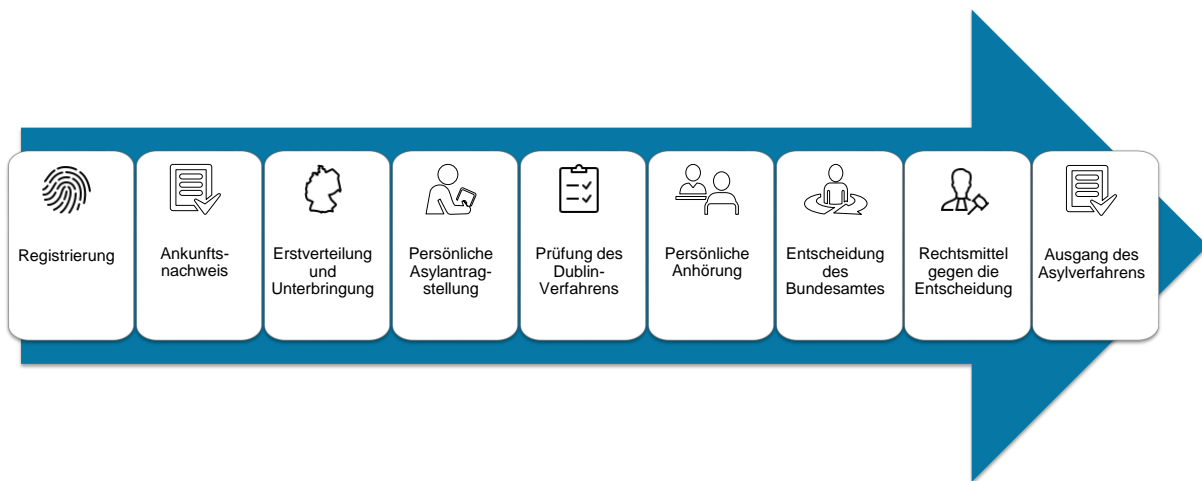 Registrierung
Ankunfts-
nachweis
Erstverteilung
und
Unterbringung
Persönliche
Asylantrag-
stellung
Prüfung des
Dublin-
Verfahrens
Persönliche
Anhörung
Entscheidung
des
Bundesamtes
Rechtsmittel
gegen die
Entscheidung
Ausgang des
Asylverfahrens